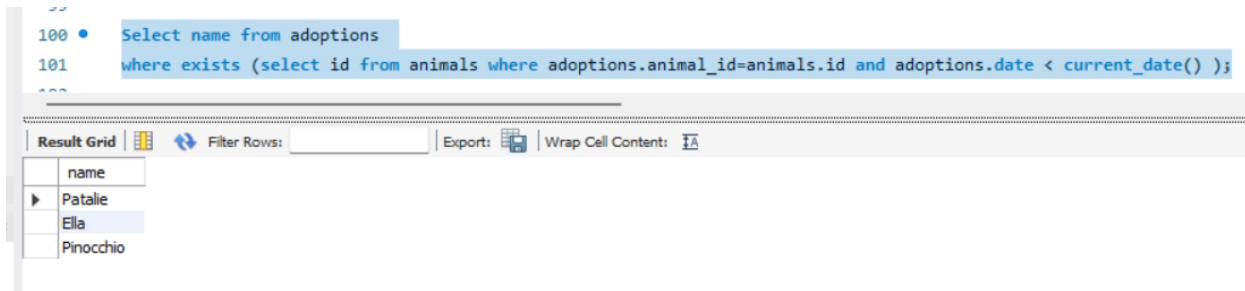 100 Select name from adoptions
101 where exists (select id from animals where adoptions.animal_id=animals.id and adoptions.date < current_date() );
Result Grid Filter Rows: Export: Wrap Cell Content:
name
Patalie
Ella
Pinocchio